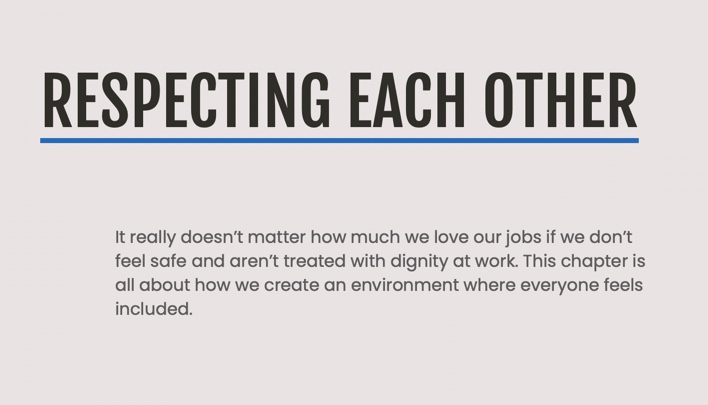 RESPECTING EACH OTHER
It really doesn’t matter how much we love our jobs if we don’t
feel safe and aren’t treated with dignity at work. This chapter is
all about how we create an environment where everyone feels
included.